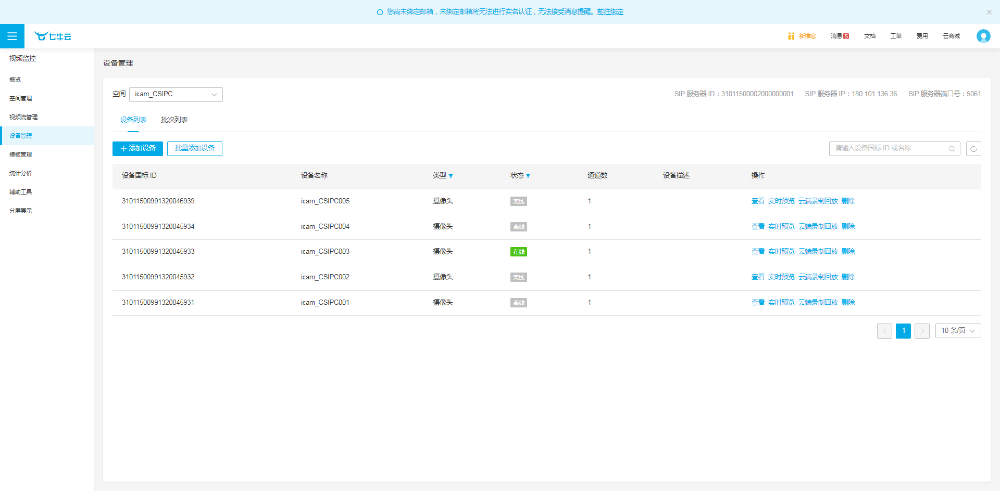 您尚未绑定邮箱，未绑定邮箱将无法进行实名认证，无法接受消息提醒。前往绑定
七牛云
新推官 消息5 文档 工单 费用 云商城
视频监控
概览
空间管理
视频流管理
设备管理
模板管理
统计分析
辅助工具
分屏展示
设备管理
空间 icam_CSIPC SIP 服务器 ID：31011500002000000001 SIP 服务器 IP：180.101.136.36 SIP 服务器端口号：5061
设备列表 批次列表
添加设备 批量添加设备 请输入设备国标 ID 或名称
设备国标 ID 设备名称 类型 状态 通道数 设备描述 操作
31011500991320046939 icam_CSIPC005 摄像头 离线 1 查看 实时预览 云端录制回放 删除
31011500991320045934 icam_CSIPC004 摄像头 离线 1 查看 实时预览 云端录制回放 删除
31011500991320045933 icam_CSIPC003 摄像头 在线 1 查看 实时预览 云端录制回放 删除
31011500991320045932 icam_CSIPC002 摄像头 离线 1 查看 实时预览 云端录制回放 删除
31011500991320045931 icam_CSIPC001 摄像头 离线 1 查看 实时预览 云端录制回放 删除
1 10 条/页